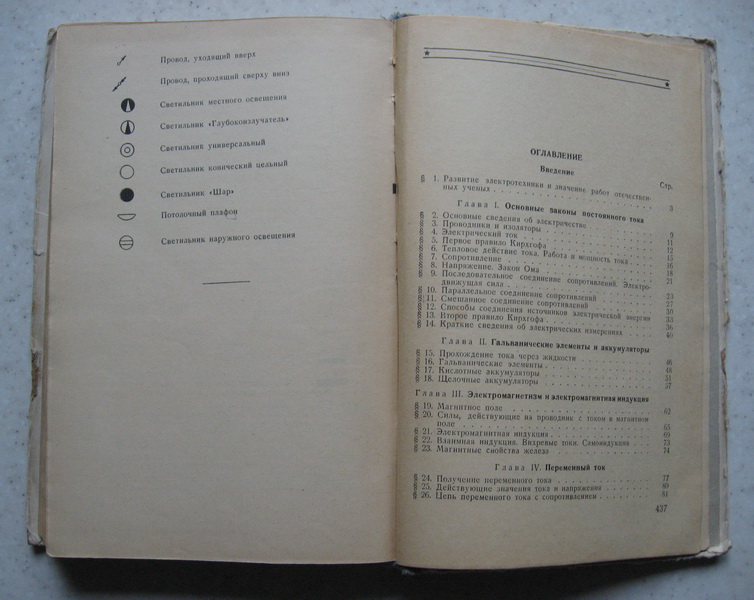 Провод, уходящий вверх
Провод, проходящий сверху вниз
Светильник местного освещения
Светильник «Глубокоизлучатель»
Светильник универсальный
Светильник конический цельный
Светильник «Шар»
Потолочный плафон
Светильник наружного освещения
ОГЛАВЛЕНИЕ
Введение
Стр.
§ 1. Развитие электротехники и значение работ отечествен-
ных ученых 3
Глава I. Основные законы постоянного тока
§ 2. Основные сведения об электричестве 9
§ 3. Проводники и изоляторы 11
§ 4. Электрический ток 12
§ 5. Первое правило Кирхгофа 15
§ 6. Тепловое действие тока. Работа и мощность тока 16
§ 7. Сопротивление 18
§ 8. Напряжение. Закон Ома 21
§ 9. Последовательное соединение сопротивлений. Электро-
движущая сила 23
§ 10. Параллельное соединение сопротивлений 27
§ 11. Смешанное соединение сопротивлений 30
§ 12. Способы соединения источников электрической энергии 33
§ 13. Второе правило Кирхгофа 36
§ 14. Краткие сведения об электрических измерениях 40
Глава II. Гальванические элементы и аккумуляторы
§ 15. Прохождение тока через жидкости 46
§ 16. Гальванические элементы 49
§ 17. Кислотные аккумуляторы 51
§ 18. Щелочные аккумуляторы 57
Глава III. Электромагнетизм и электромагнитная индукция
§ 19. Магнитное поле 62
§ 20. Силы, действующие на проводник с током в магнитном
поле 65
§ 21. Электромагнитная индукция 69
§ 22. Взаимная индукция. Вихревые токи. Самоиндукция 73
§ 23. Магнитные свойства железа 74
Глава IV. Переменный ток
§ 24. Получение переменного тока 77
§ 25. Действующие значения тока и напряжения 80
§ 26. Цепь переменного тока с сопротивлением 81
437